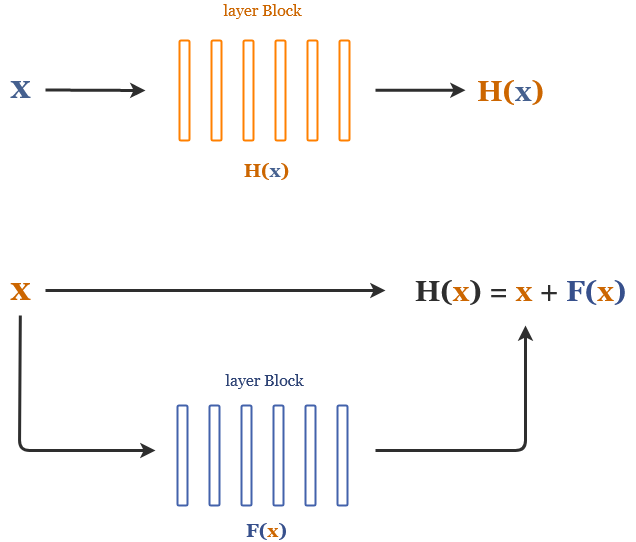 layer Block
x
H(x)
H(x)
x
H(x) = x + F(x)
layer Block
F(x)